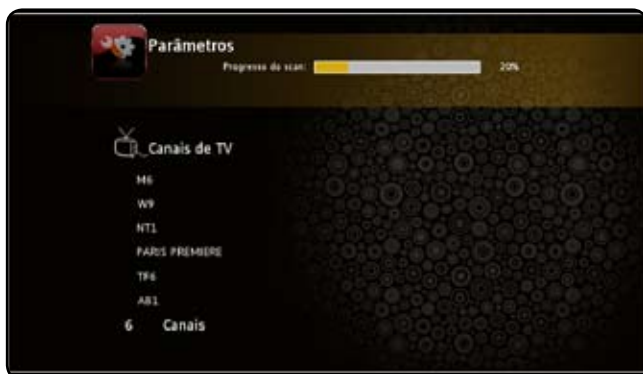 Parâmetros
Progresso do scan: 20%
Canais de TV
M6
W9
NT1
PARIS PREMIERE
TF6
AB1
6 Canais